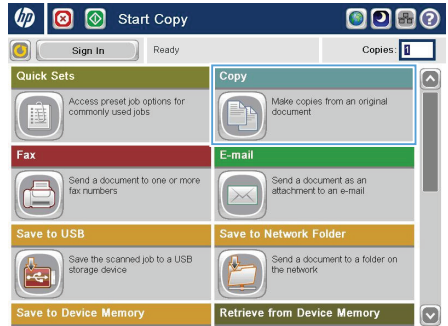 hp
Start Copy
?
Sign In
Ready
Copies: 1
Quick Sets
Access preset job options for
commonly used jobs
Copy
Make copies from an original
document
Fax
Send a document to one or more
fax numbers
E-mail
Send a document as an
attachment to an e-mail
Save to USB
Save the scanned job to a USB
storage device
Save to Network Folder
Send a document to a folder on
the network
Save to Device Memory
Retrieve from Device Memory